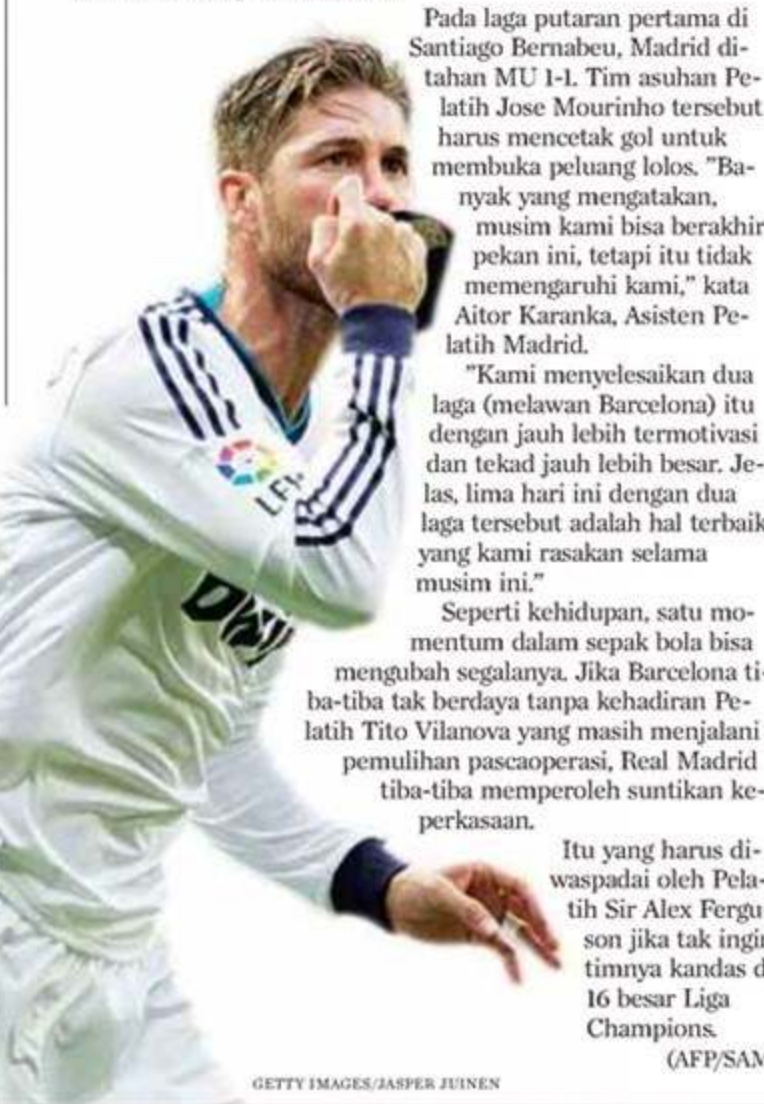 Pada laga putaran pertama di
Santiago Bernabeu, Madrid di-
tahan MU 1-1. Tim asuhan Pe-
latih Jose Mourinho tersebut
harus mencetak gol untuk
membuka peluang lolos. ”Ba-
nyak yang mengatakan,
musim kami bisa berakhir
pekan ini, tetapi itu tidak
memengaruhi kami,” kata
Aitor Karanka, Asisten Pe-
latih Madrid.
”Kami menyelesaikan dua
laga (melawan Barcelona) itu
dengan jauh lebih termotivasi
dan tekad jauh lebih besar. Je-
las, lima hari ini dengan dua
laga tersebut adalah hal terbaik
yang kami rasakan selama
musim ini.”
Seperti kehidupan, satu mo-
mentum dalam sepak bola bisa
mengubah segalanya. Jika Barcelona ti-
ba-tiba tak berdaya tanpa kehadiran Pe-
latih Tito Vilanova yang masih menjalani
pemulihan pascaoperasi, Real Madrid
tiba-tiba memperoleh suntikan ke-
perkasaan.
Itu yang harus di-
waspadai oleh Pela-
tih Sir Alex Fergu
son jika tak ingin
timnya kandas d
16 besar Liga
Champions.
(AFP/SAM
LFP
GETTY IMAGES/JASPER JUINEN